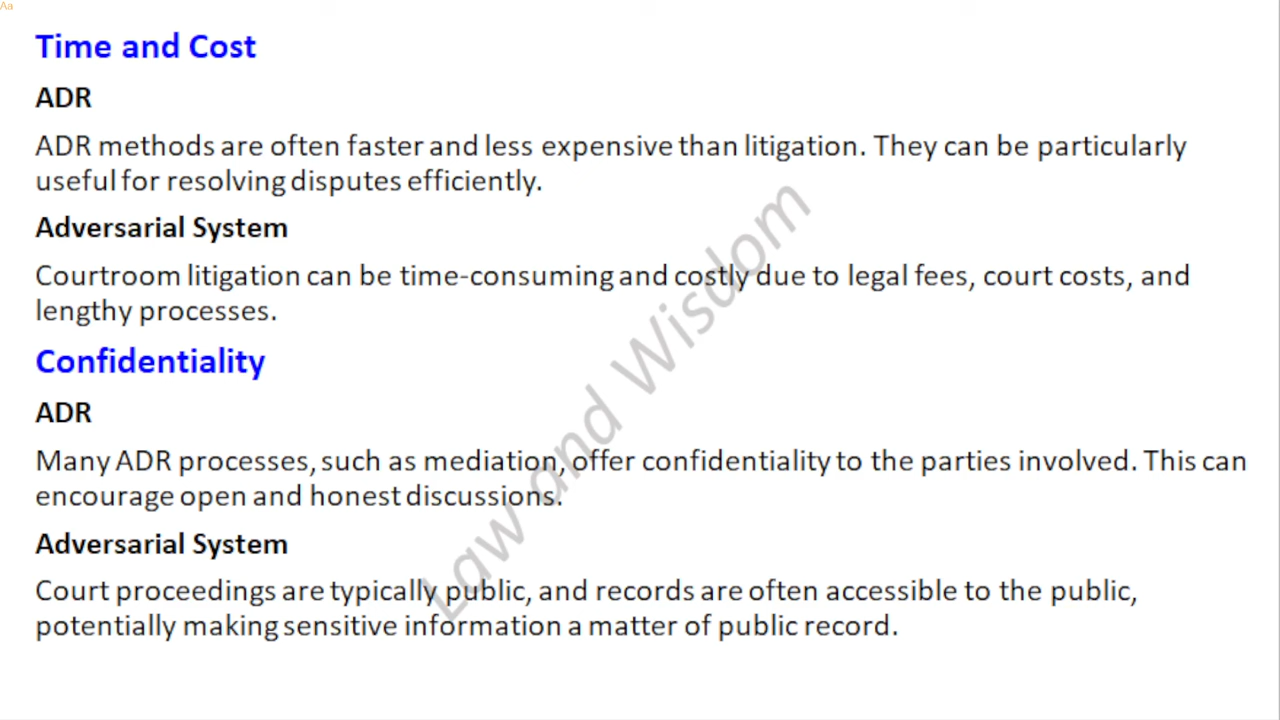 Aa
Time and Cost
ADR
ADR methods are often faster and less expensive than litigation. They can be particularly
useful for resolving disputes efficiently.
Adversarial System
Courtroom litigation can be time-consuming and costly due to legal fees, court costs, and
lengthy processes.
Confidentiality
ADR
Many ADR processes, such as mediation, offer confidentiality to the parties involved. This can
encourage open and honest discussions.
Adversarial System
Court proceedings are typically public, and records are often accessible to the public,
potentially making sensitive information a matter of public record.
Law and Wisdom